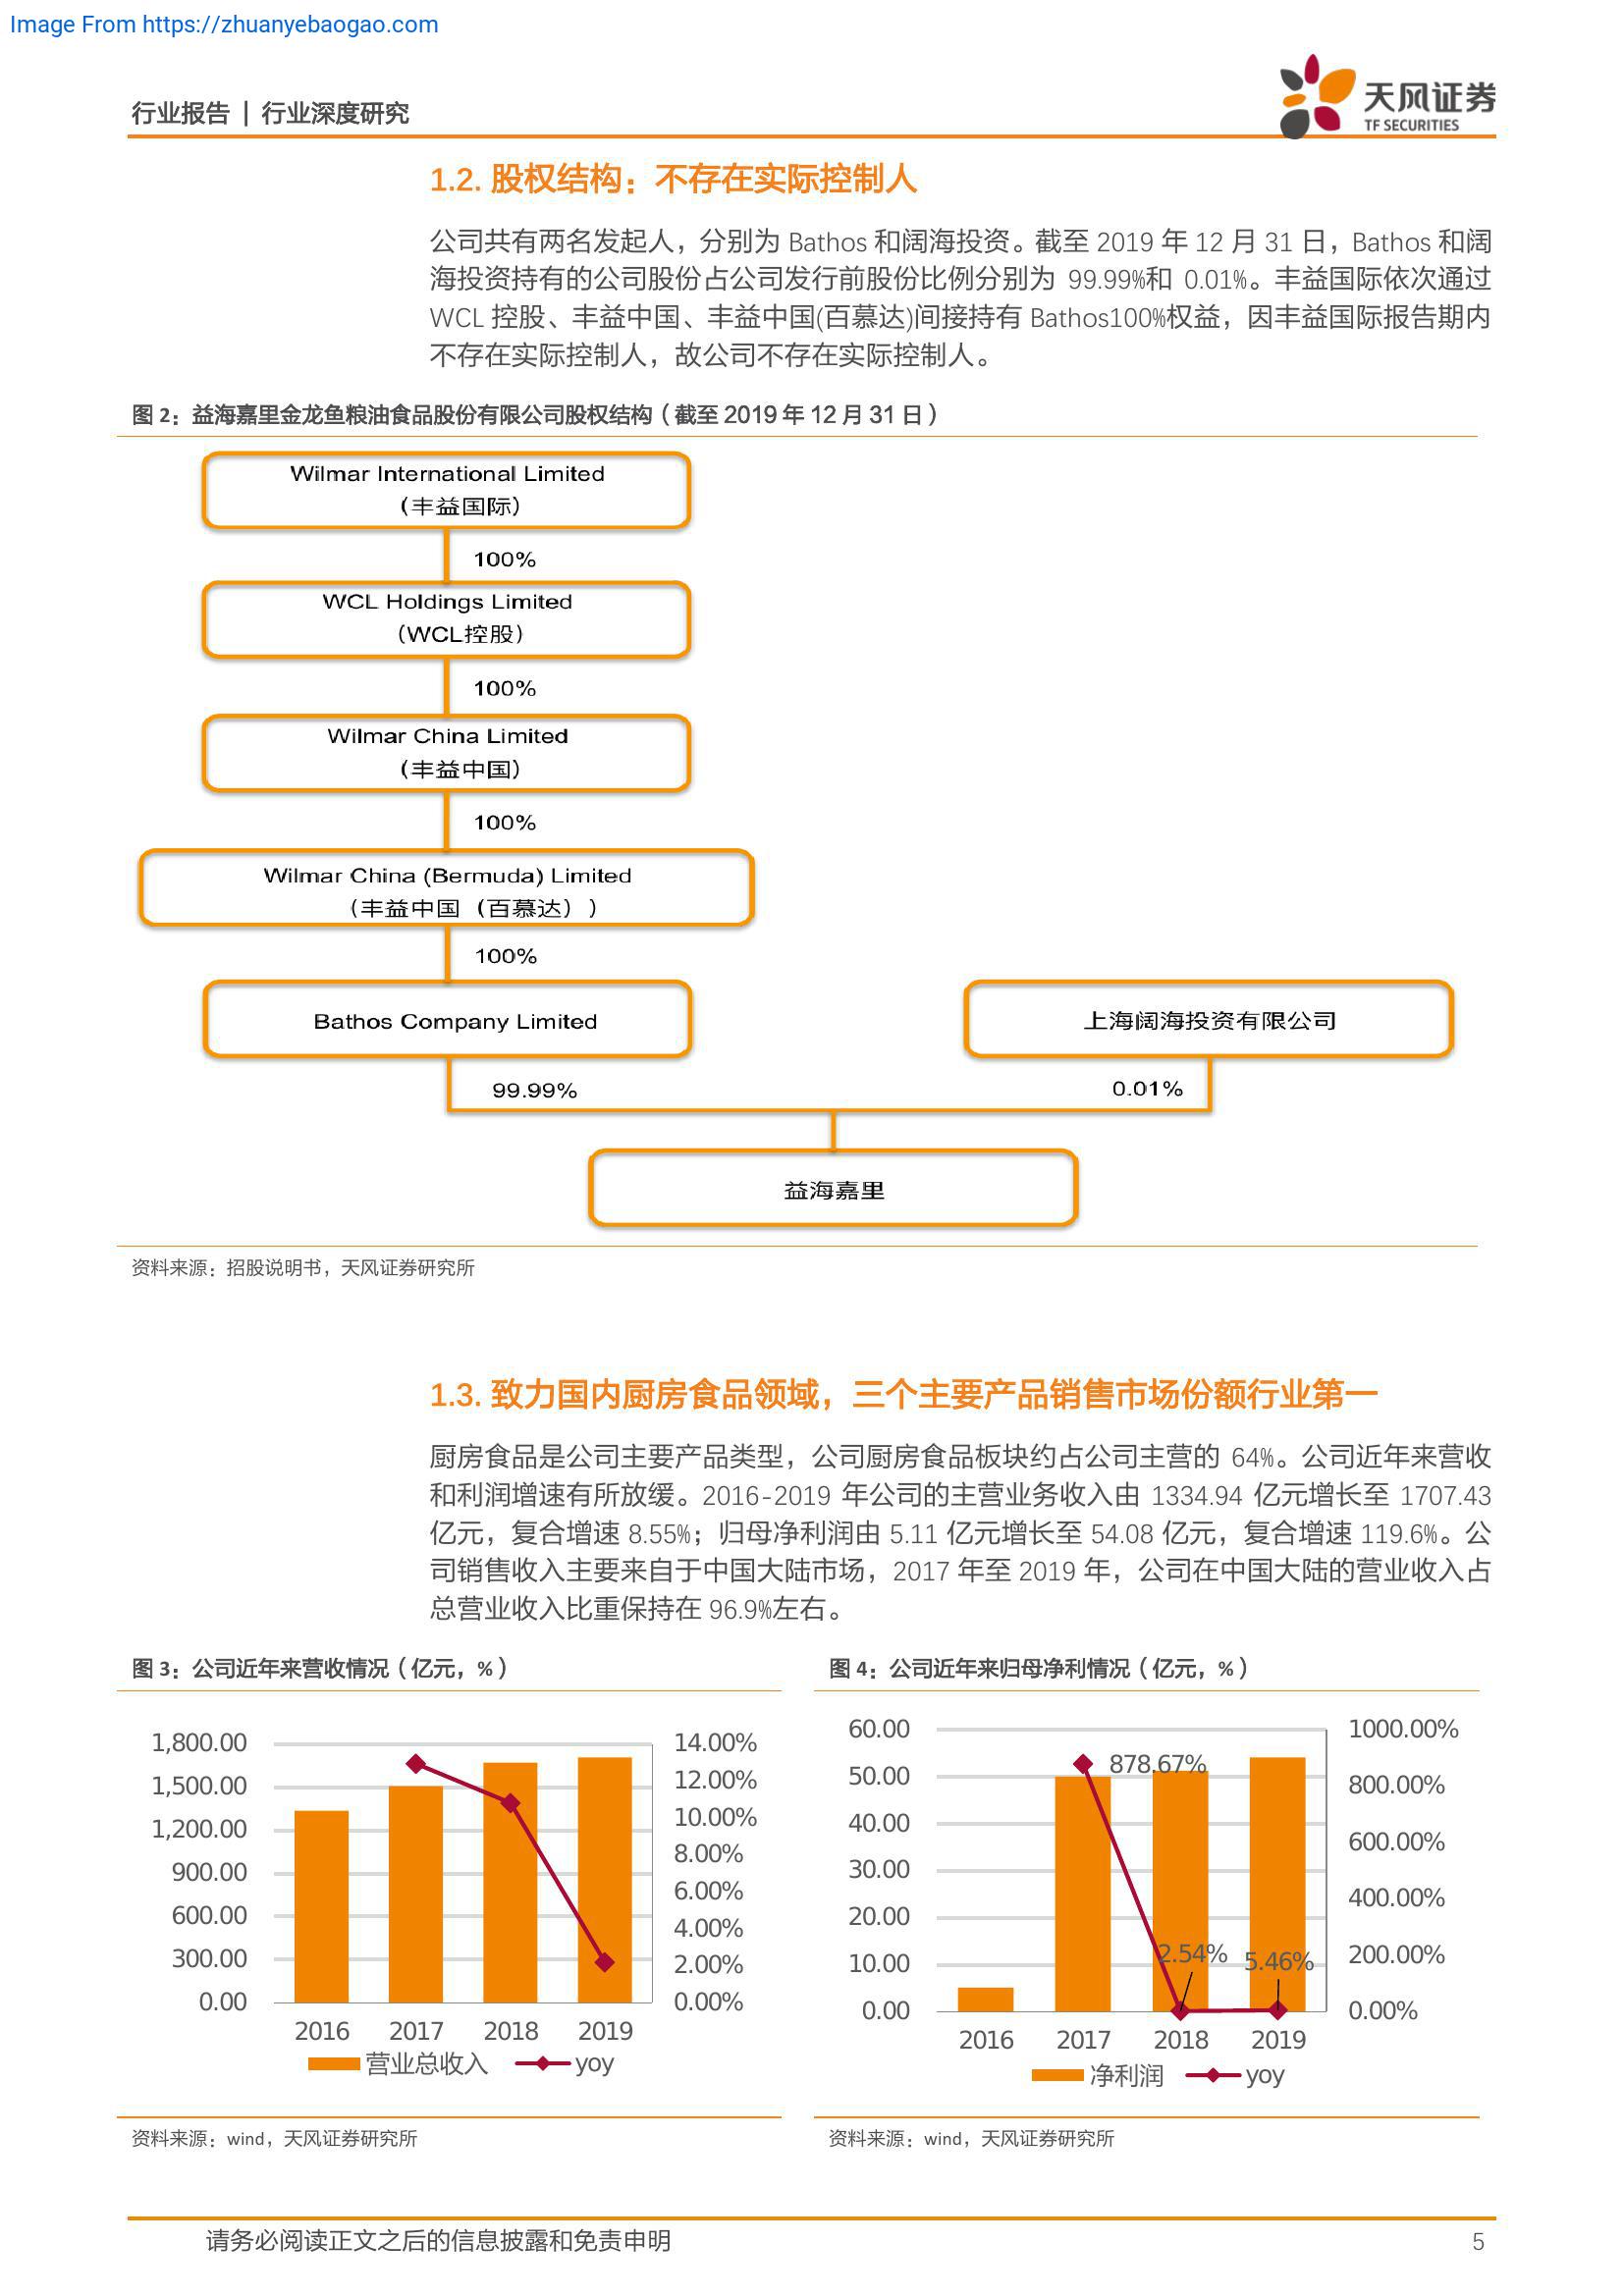 Image From https://zhuanyebaogao.com
行业报告 | 行业深度研究
天风证券
TF SECURITIES
1.2. 股权结构：不存在实际控制人
公司共有两名发起人，分别为 Bathos 和阔海投资。截至 2019 年 12 月 31 日，Bathos 和阔
海投资持有的公司股份占公司发行前股份比例分别为 99.99%和 0.01%。丰益国际依次通过
WCL 控股、丰益中国、丰益中国(百慕达)间接持有 Bathos100%权益，因丰益国际报告期内
不存在实际控制人，故公司不存在实际控制人。
图 2：益海嘉里金龙鱼粮油食品股份有限公司股权结构（截至 2019 年 12 月 31 日）
Wilmar International Limited
（丰益国际）
100%
WCL Holdings Limited
（WCL控股）
100%
Wilmar China Limited
（丰益中国）
100%
Wilmar China (Bermuda) Limited
（丰益中国（百慕达））
100%
Bathos Company Limited
上海阔海投资有限公司
99.99%
0.01%
益海嘉里
资料来源：招股说明书，天风证券研究所
1.3. 致力国内厨房食品领域，三个主要产品销售市场份额行业第一
厨房食品是公司主要产品类型，公司厨房食品板块约占公司主营的 64%。公司近年来营收
和利润增速有所放缓。2016-2019 年公司的主营业务收入由 1334.94 亿元增长至 1707.43
亿元，复合增速 8.55%；归母净利润由 5.11 亿元增长至 54.08 亿元，复合增速 119.6%。公
司销售收入主要来自于中国大陆市场，2017 年至 2019 年，公司在中国大陆的营业收入占
总营业收入比重保持在 96.9%左右。
图 3：公司近年来营收情况（亿元，%）
1,800.00
1,500.00
1,200.00
900.00
600.00
300.00
0.00
14.00%
12.00%
10.00%
8.00%
6.00%
4.00%
2.00%
0.00%
2016 2017 2018 2019
营业总收入 yoy
资料来源：wind，天风证券研究所
图 4：公司近年来归母净利情况（亿元，%）
60.00
50.00
40.00
30.00
20.00
10.00
0.00
878.67%
2.54%
5.46%
1000.00%
800.00%
600.00%
400.00%
200.00%
0.00%
2016 2017 2018 2019
净利润 yoy
资料来源：wind，天风证券研究所
请务必阅读正文之后的信息披露和免责申明
5